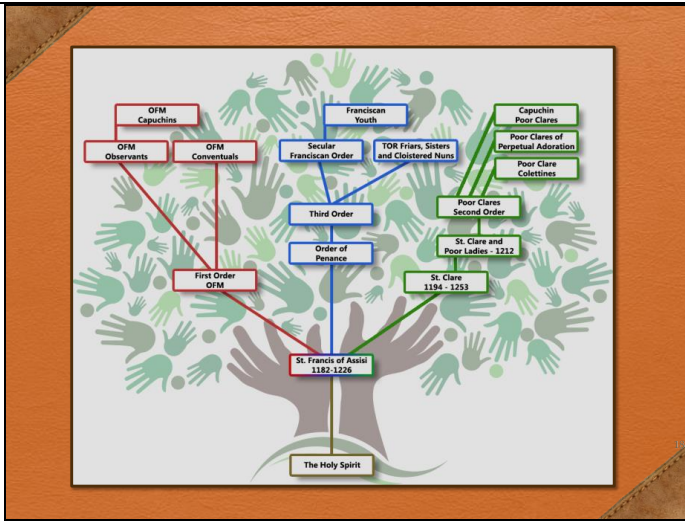 OFM
Capuchins
Franciscan
Youth
Capuchin
Poor Clares
OFM
Observants
OFM
Conventuals
Secular
Franciscan Order
TOR Friars, Sisters
and Cloistered Nuns
Poor Clares of
Perpetual Adoration
Poor Clare
Colettines
Third Order
Poor Clares
Second Order
Order of
Penance
St. Clare and
Poor Ladies - 1212
First Order
OFM
St. Clare
1194 - 1253
St. Francis of Assisi
1182-1226
The Holy Spirit